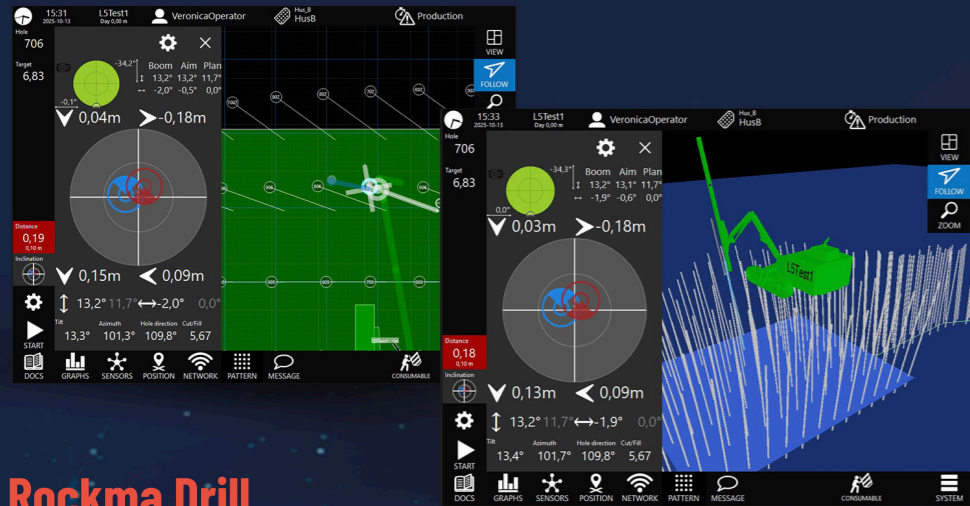 15:31
2025-10-13
L5Test1
Day 0,00 m
VeronicaOperator
Hus_B
HusB
Production
Hole
706
Target
6,83
-34,2°
Boom Aim Plan
13,2° 13,2° 11,7°
-2,0° -0,5° 0,0°
-0,1°
0,04m
-0,18m
VIEW
FOLLOW
Distance
0,19
0,10 m
Inclination
0,15m
0,09m
13,2° 11,7° -2,0° 0,0°
Tilt Azimuth Hole direction Cut/Fill
13,3° 101,3° 109,8° 5,67
START
DOCS GRAPHS SENSORS POSITION NETWORK PATTERN MESSAGE CONSUMABLE
15:33
2025-10-13
L5Test1
Day 0,00 m
VeronicaOperator
Hus_B
HusB
Production
Hole
706
Target
6,83
-34,3°
Boom Aim Plan
13,2° 13,1° 11,7°
-1,9° -0,6° 0,0°
0,0°
0,03m
-0,18m
VIEW
FOLLOW
ZOOM
L5Test1
Distance
0,18
0,10 m
Inclination
0,13m
0,09m
13,2° 11,7° -1,9° 0,0°
Tilt Azimuth Hole direction Cut/Fill
13,4° 101,7° 109,8° 5,67
START
DOCS GRAPHS SENSORS POSITION NETWORK PATTERN MESSAGE CONSUMABLE SYSTEM
Rockma Drill